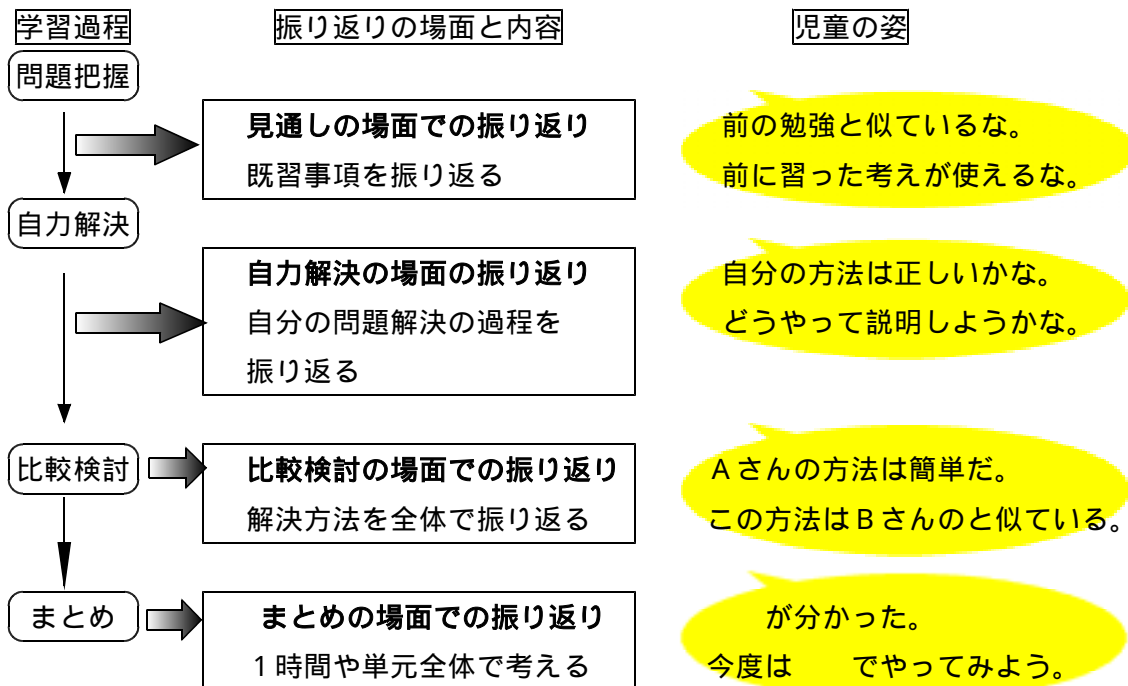 学習過程
振り返りの場面と内容
児童の姿
問題把握
見通しの場面での振り返り
既習事項を振り返る
前の勉強と似ているな。
前に習った考えが使えるな。
自力解決
自力解決の場面の振り返り
自分の問題解決の過程を
振り返る
自分の方法は正しいかな。
どうやって説明しようかな。
比較検討
比較検討の場面での振り返り
解決方法を全体で振り返る
Aさんの方法は簡単だ。
この方法はBさんのと似ている。
まとめ
まとめの場面での振り返り
1時間や単元全体で考える
が分かった。
今度は　　でやってみよう。